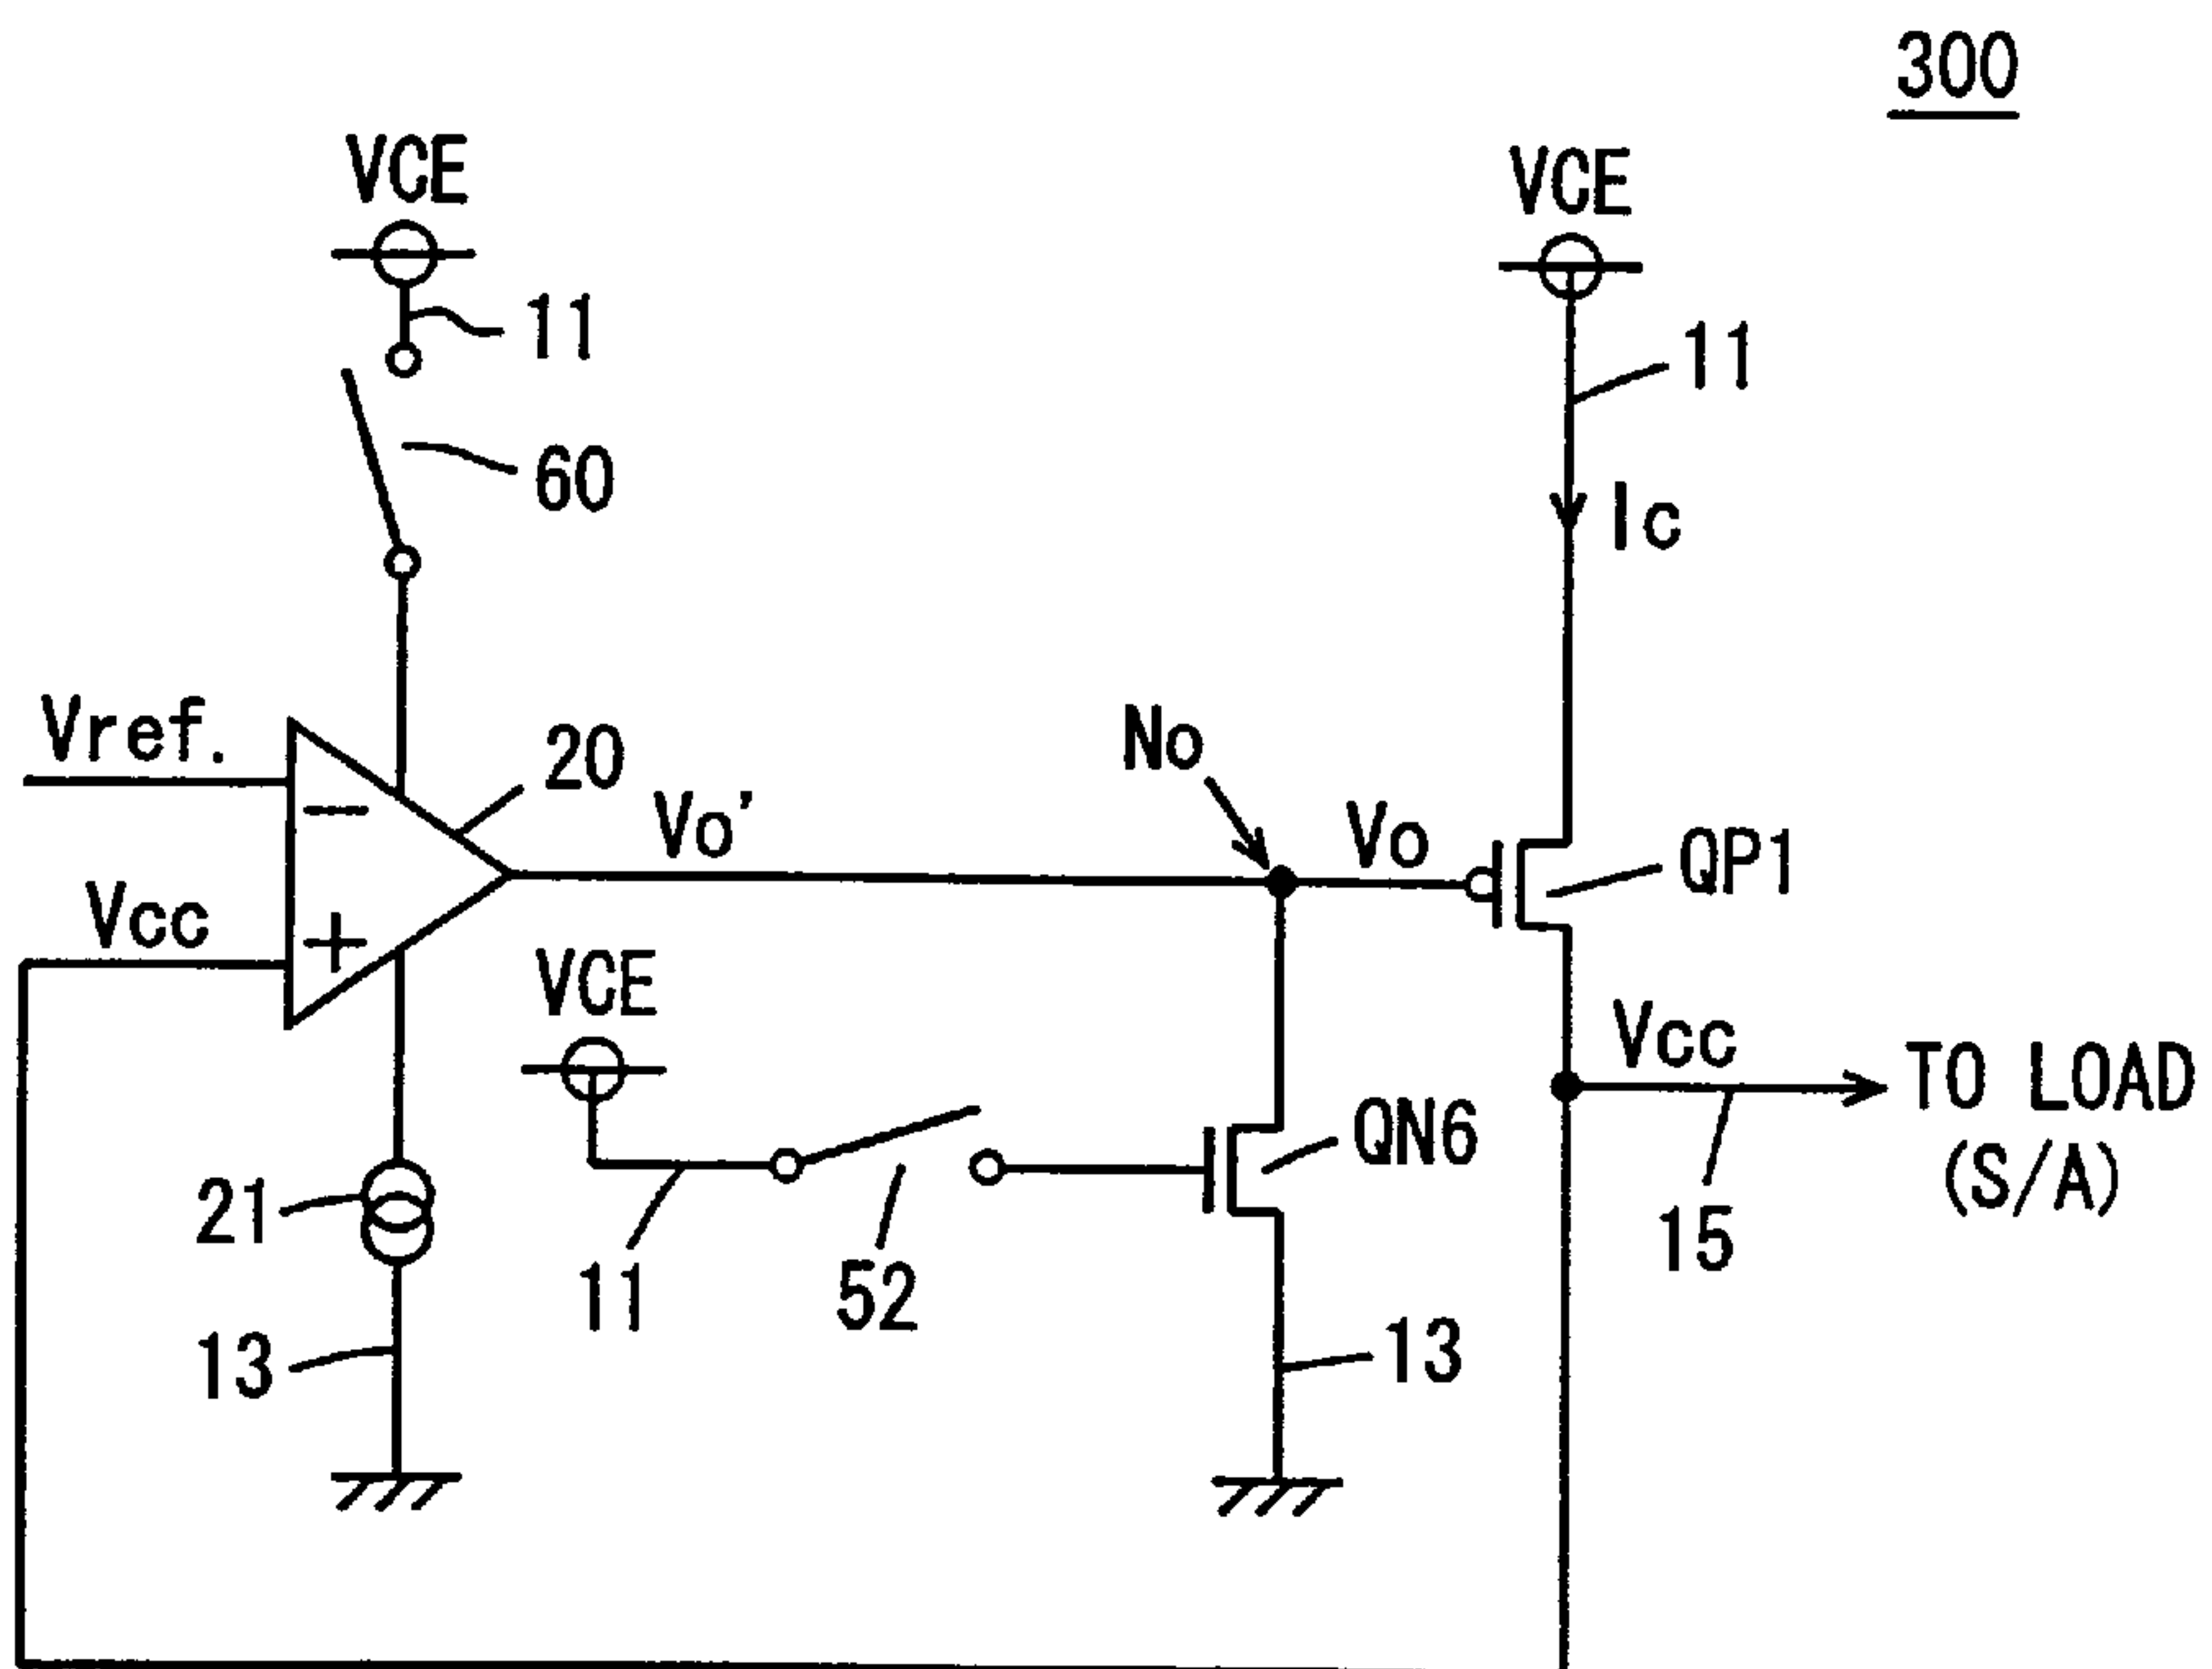 300
VCE
VCE
11
11
60
Ic
Vref.
20
No
Vo'
Vo
QP1
Vcc
−
+
VCE
Vcc
TO LOAD
(S/A)
QN6
21
15
11
52
13
13